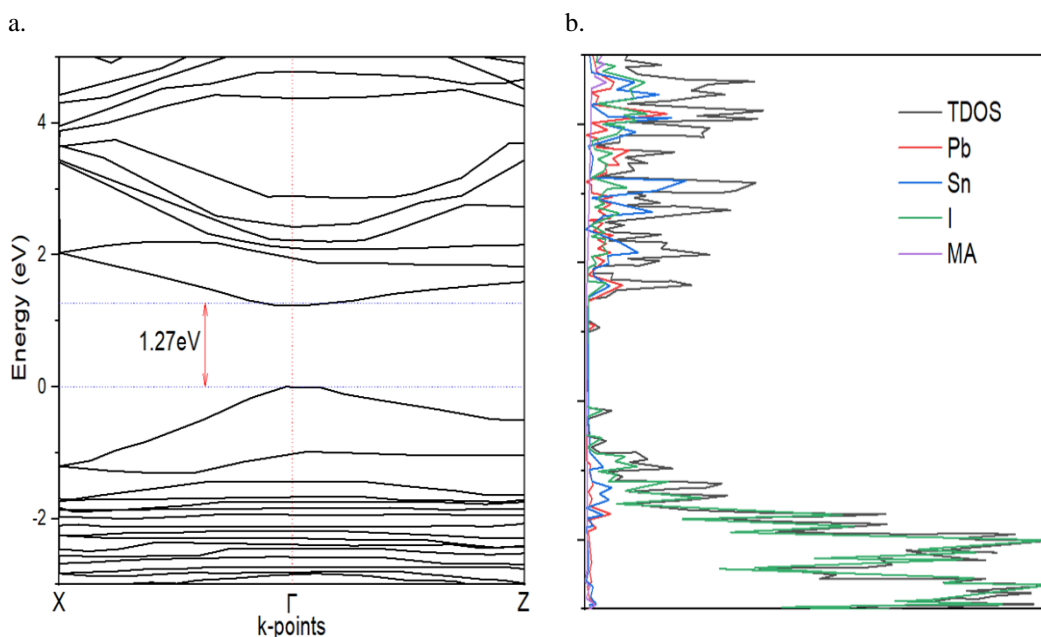 a.
b.
Energy (eV)
4
2
0
-2
1.27eV
X
Γ
Z
k-points
TDOS
Pb
Sn
I
MA